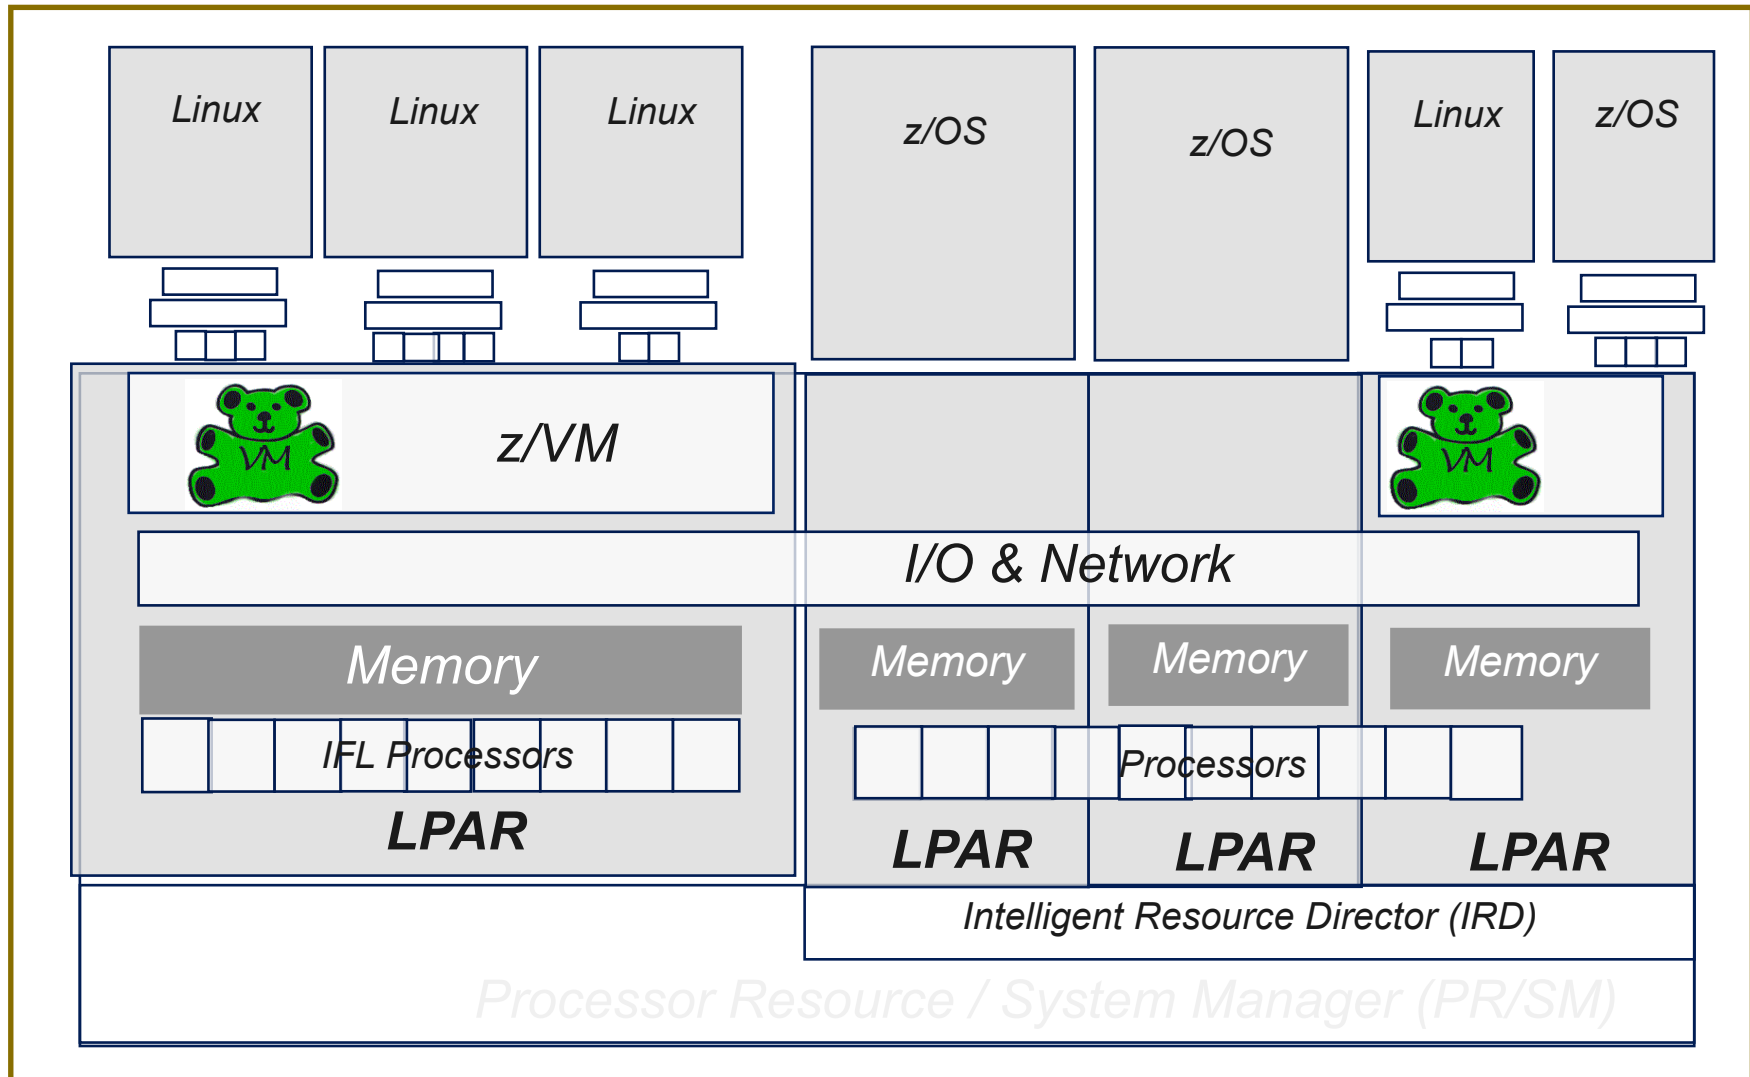 Linux
Linux
Linux
z/OS
z/OS
Linux
z/OS
VM
z/VM
VM
I/O & Network
Memory
Memory
Memory
Memory
IFL Processors
Processors
LPAR
LPAR
LPAR
LPAR
Intelligent Resource Director (IRD)
Processor Resource / System Manager (PR/SM)